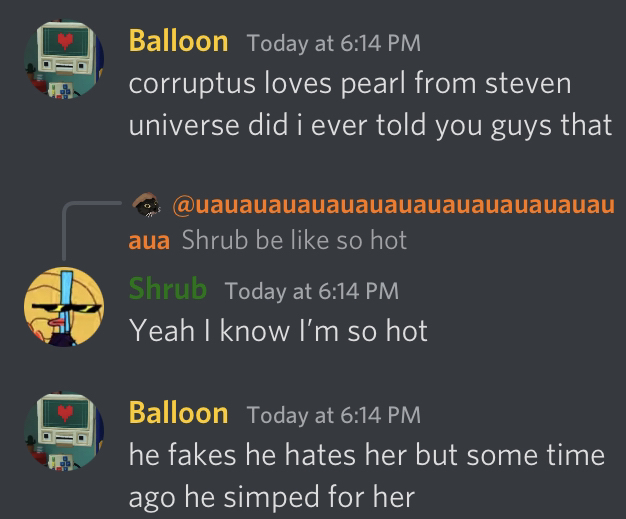 Balloon Today at 6:14 PM
corruptus loves pearl from steven
universe did i ever told you guys that
@uauauauauauauauauauauauauauauau
aua Shrub be like so hot
Shrub Today at 6:14 PM
Yeah I know I'm so hot
Balloon Today at 6:14 PM
he fakes he hates her but some time
ago he simped for her